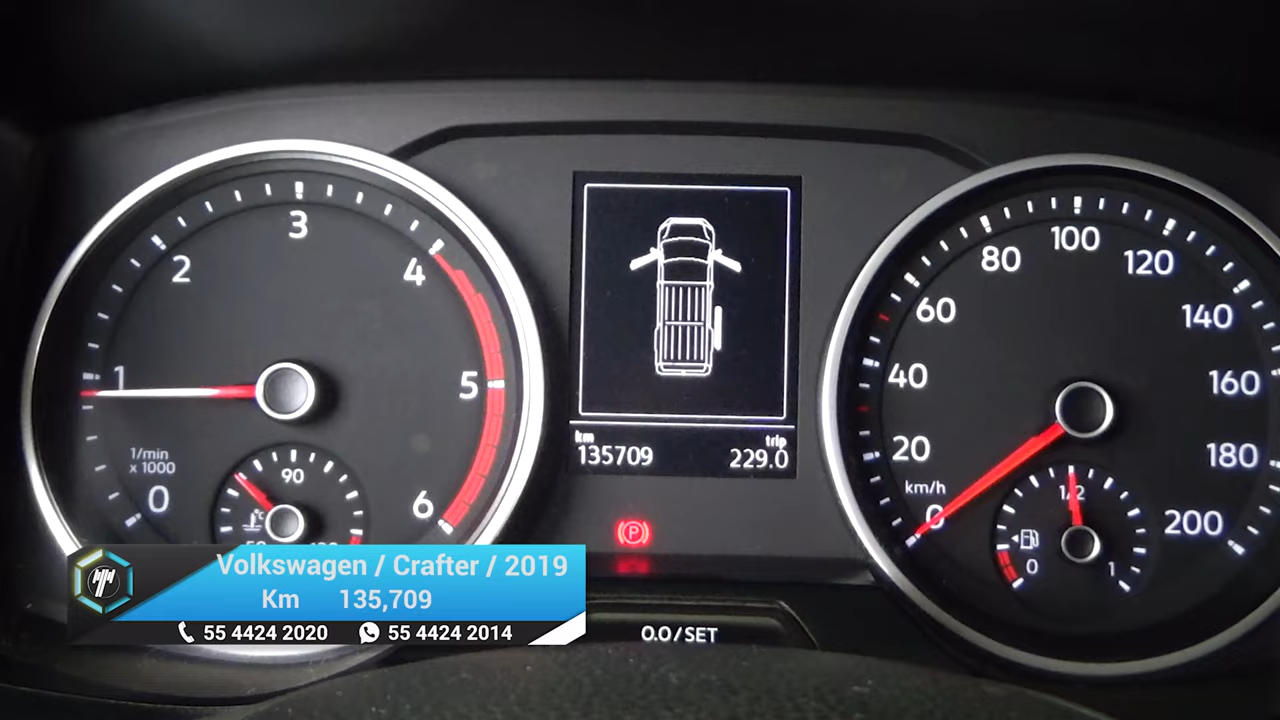 1
2
3
4
5
6
1/min
x 1000
0
90
°C
km
135709
trip
229.0
P
0.0/SET
0
20
40
60
80
100
120
140
160
180
200
km/h
1/2
0
1
Volkswagen / Crafter / 2019
Km 135,709
55 4424 2020 55 4424 2014